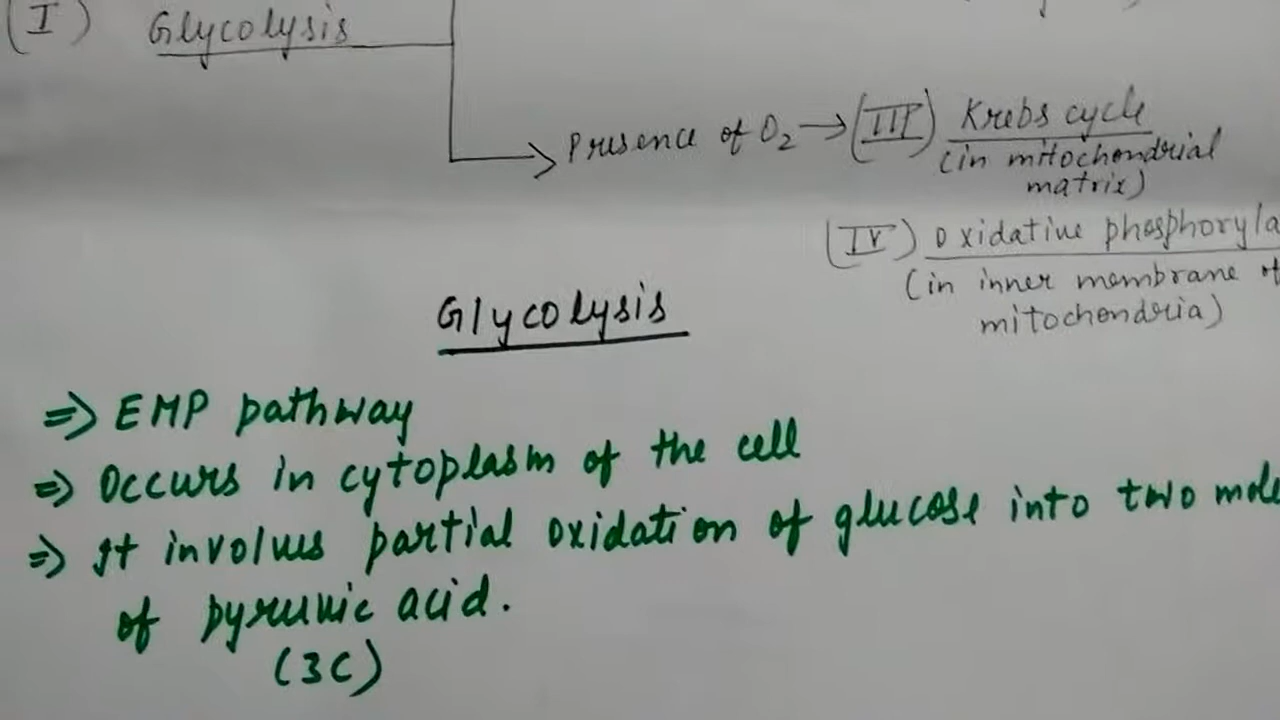 (I) Glycolysis
Presence of O2 → (III) Krebs cycle
(in mitochondrial
matrix)
(IV) Oxidative phosphoryla
(in inner membrane of
mitochondria)
Glycolysis
⇒ EMP pathway
⇒ Occurs in cytoplasm of the cell
⇒ It involves partial oxidation of glucose into two mole
of pyruvic acid.
(3C)